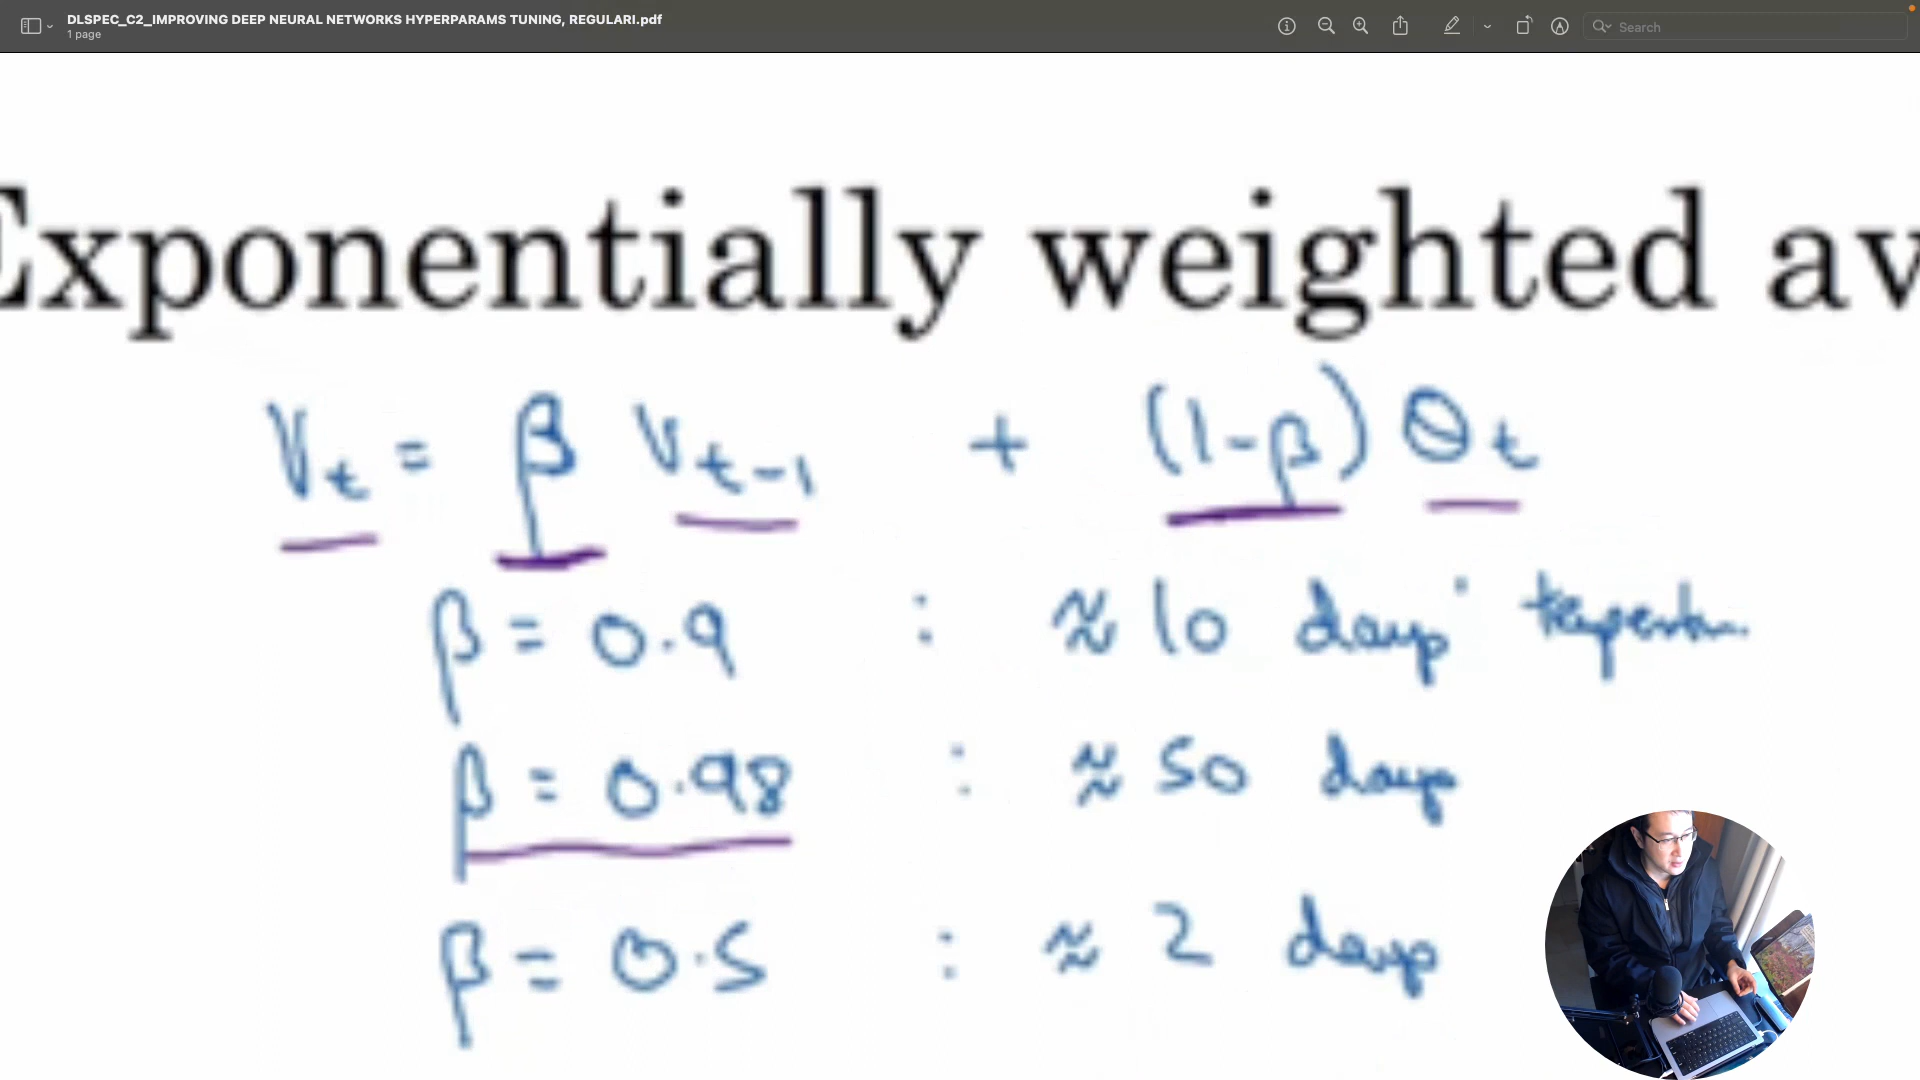 DLSPEC_C2_IMPROVING DEEP NEURAL NETWORKS HYPERPARAMS TUNING, REGULARI.pdf
1 page
Search
Exponentially weighted av
V_t = β V_{t-1} + (1-β) θ_t
β = 0.9 : ≈ 10 days'
β = 0.98 : ≈ 50 days
β = 0.5 : ≈ 2 days